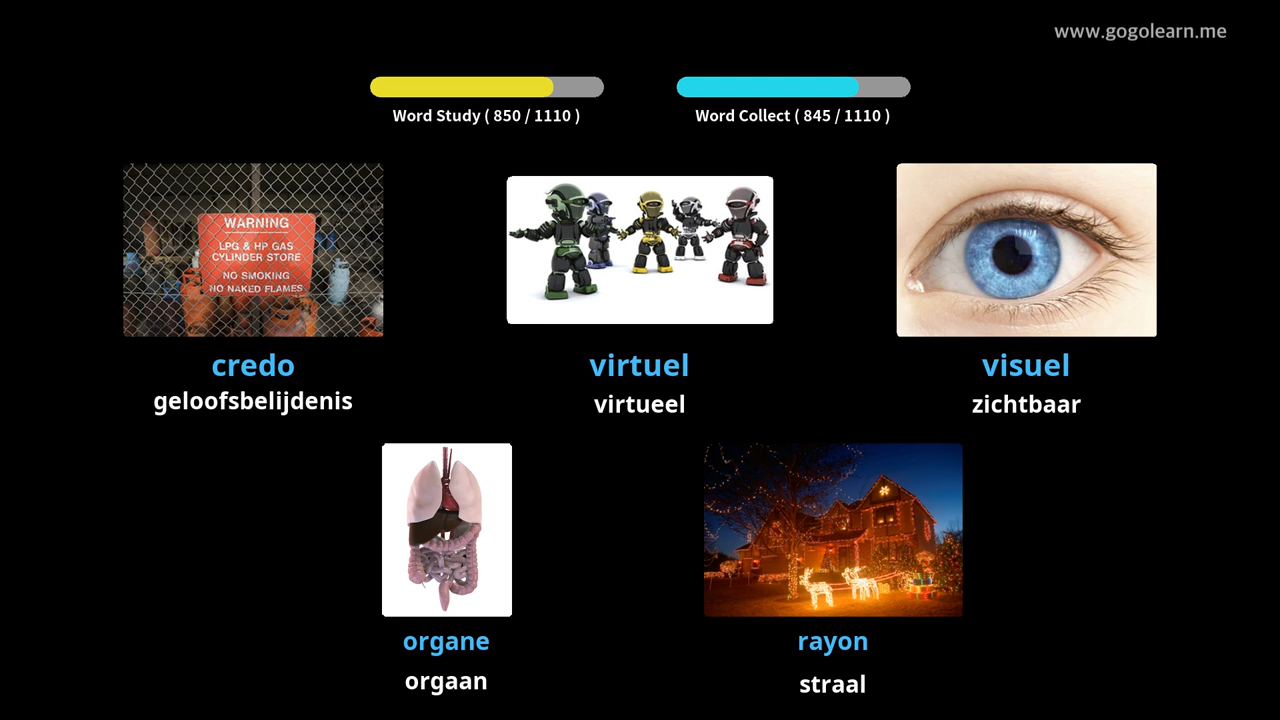 www.gogolearn.me
Word Study ( 850 / 1110 )
Word Collect ( 845 / 1110 )
WARNING
LPG & HP GAS
CYLINDER STORE
NO SMOKING
NO NAKED FLAMES
credo
virtuel
visuel
geloofsbelijdenis
virtueel
zichtbaar
organe
rayon
orgaan
straal